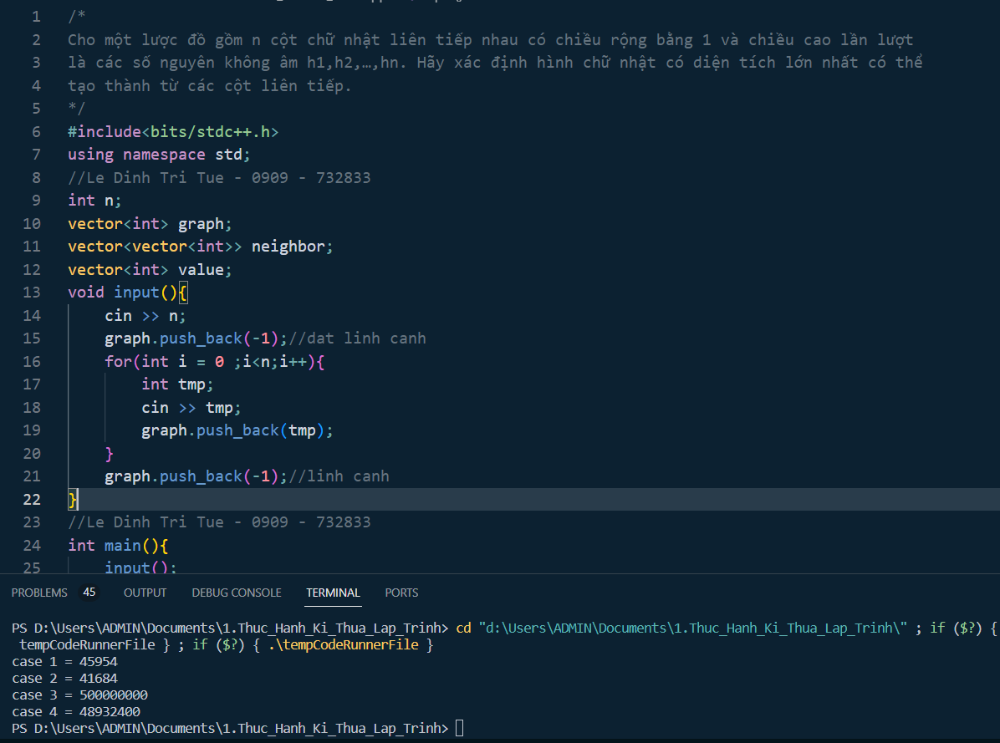 1 /*
2 Cho một lược đồ gồm n cột chữ nhật liên tiếp nhau có chiều rộng bằng 1 và chiều cao lần lượt
3 là các số nguyên không âm h1,h2,…,hn. Hãy xác định hình chữ nhật có diện tích lớn nhất có thể
4 tạo thành từ các cột liên tiếp.
5 */
6 #include<bits/stdc++.h>
7 using namespace std;
8 //Le Dinh Tri Tue - 0909 - 732833
9 int n;
10 vector<int> graph;
11 vector<vector<int>> neighbor;
12 vector<int> value;
13 void input(){
14 cin >> n;
15 graph.push_back(-1);//dat linh canh
16 for(int i = 0 ;i<n;i++){
17 int tmp;
18 cin >> tmp;
19 graph.push_back(tmp);
20 }
21 graph.push_back(-1);//linh canh
22 }
23 //Le Dinh Tri Tue - 0909 - 732833
24 int main(){
25 input();
PROBLEMS 45 OUTPUT DEBUG CONSOLE TERMINAL PORTS
PS D:\Users\ADMIN\Documents\1.Thuc_Hanh_Ki_Thua_Lap_Trinh> cd "d:\Users\ADMIN\Documents\1.Thuc_Hanh_Ki_Thua_Lap_Trinh\" ; if ($?) {
tempCodeRunnerFile } ; if ($?) { .\tempCodeRunnerFile }
case 1 = 45954
case 2 = 41684
case 3 = 500000000
case 4 = 48932400
PS D:\Users\ADMIN\Documents\1.Thuc_Hanh_Ki_Thua_Lap_Trinh>